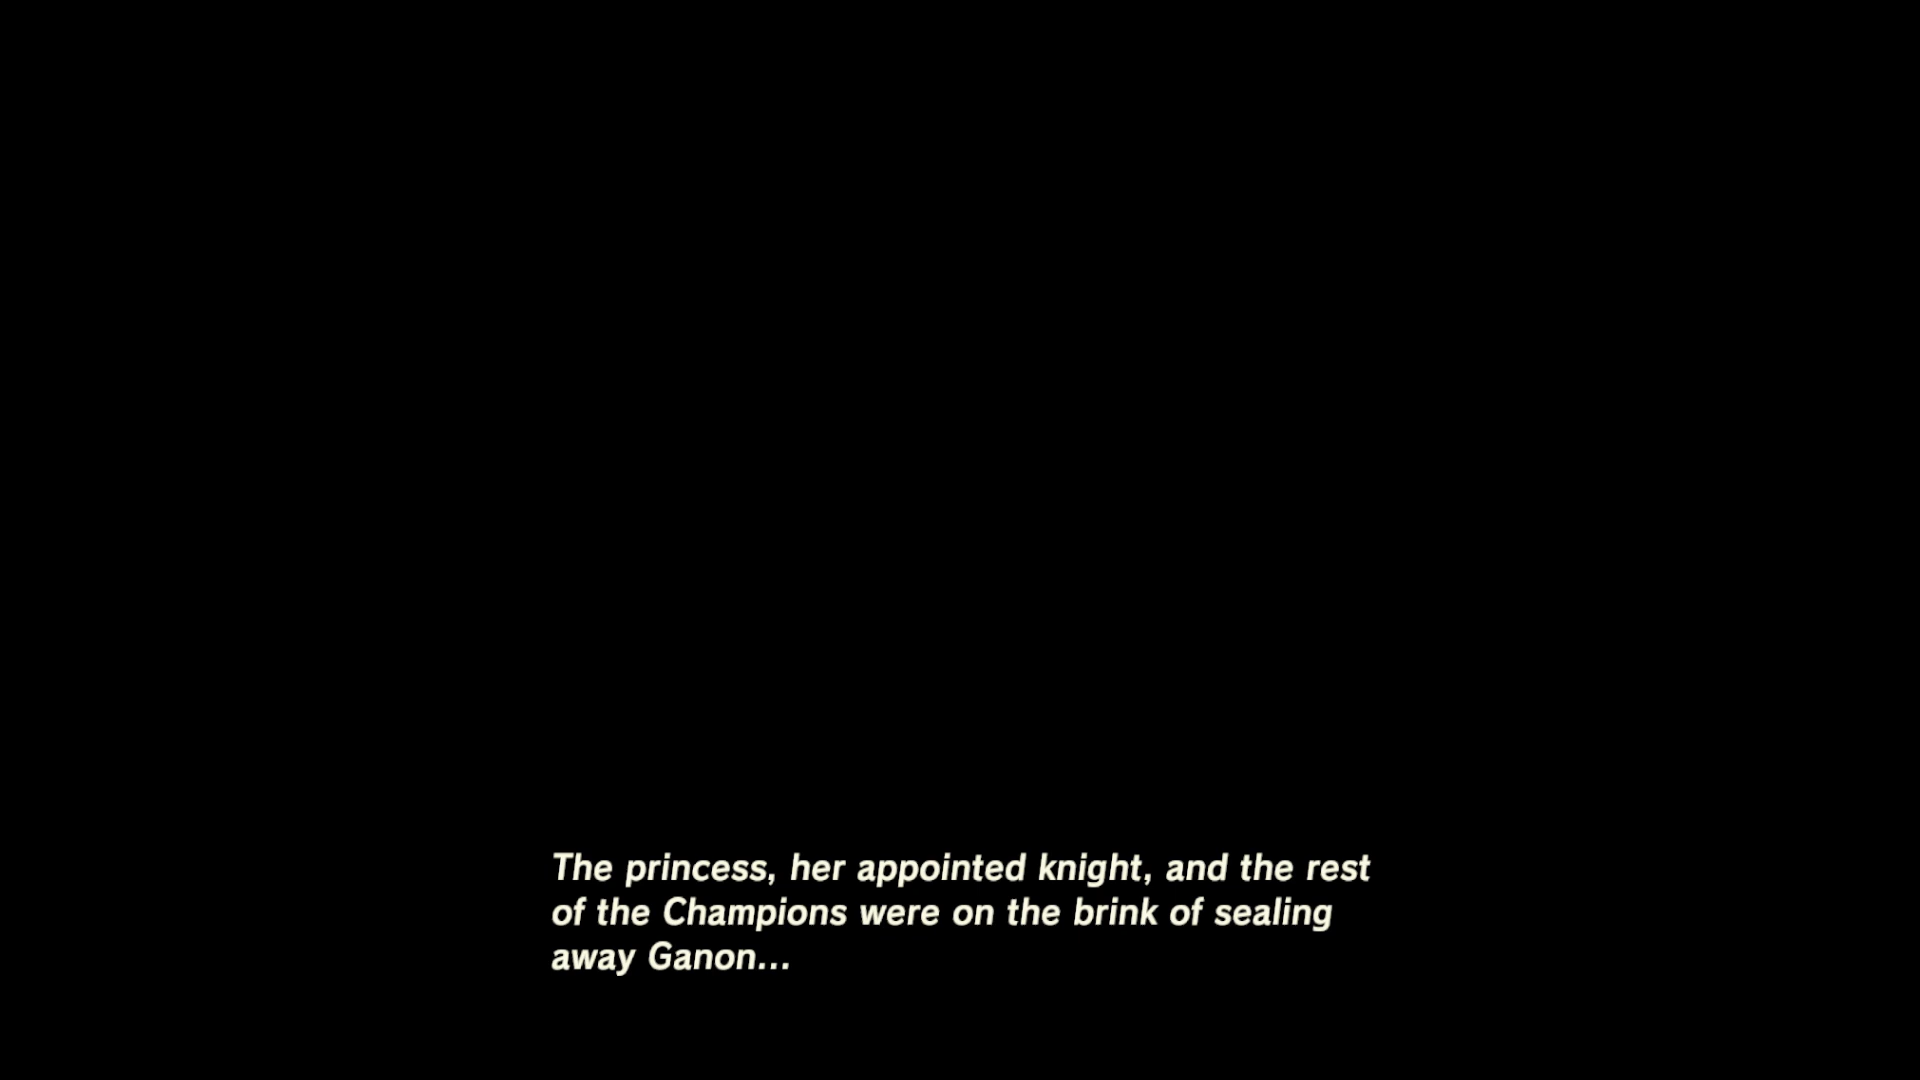 The princess, her appointed knight, and the rest
of the Champions were on the brink of sealing
away Ganon...